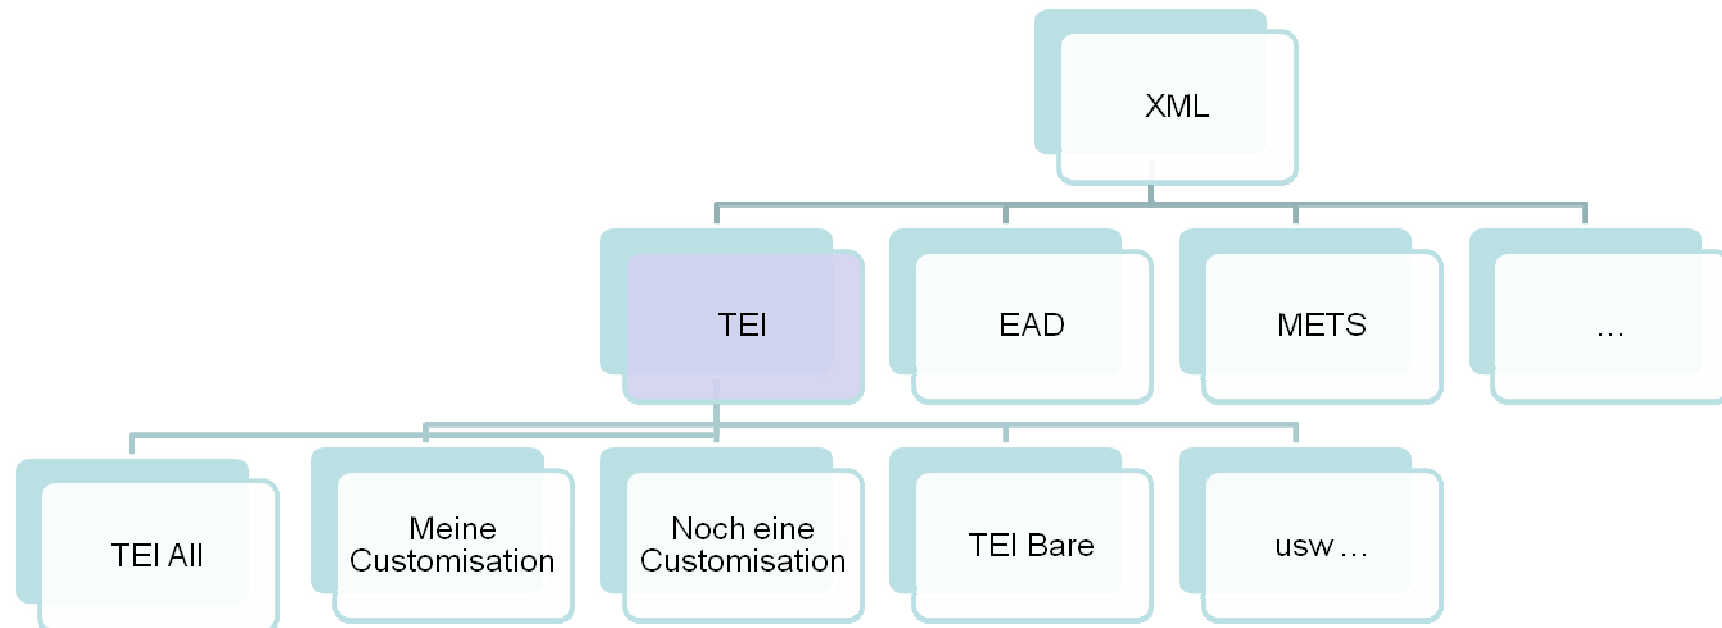 XML
TEI
EAD
METS
...
TEI All
Meine
Customisation
Noch eine
Customisation
TEI Bare
usw ...